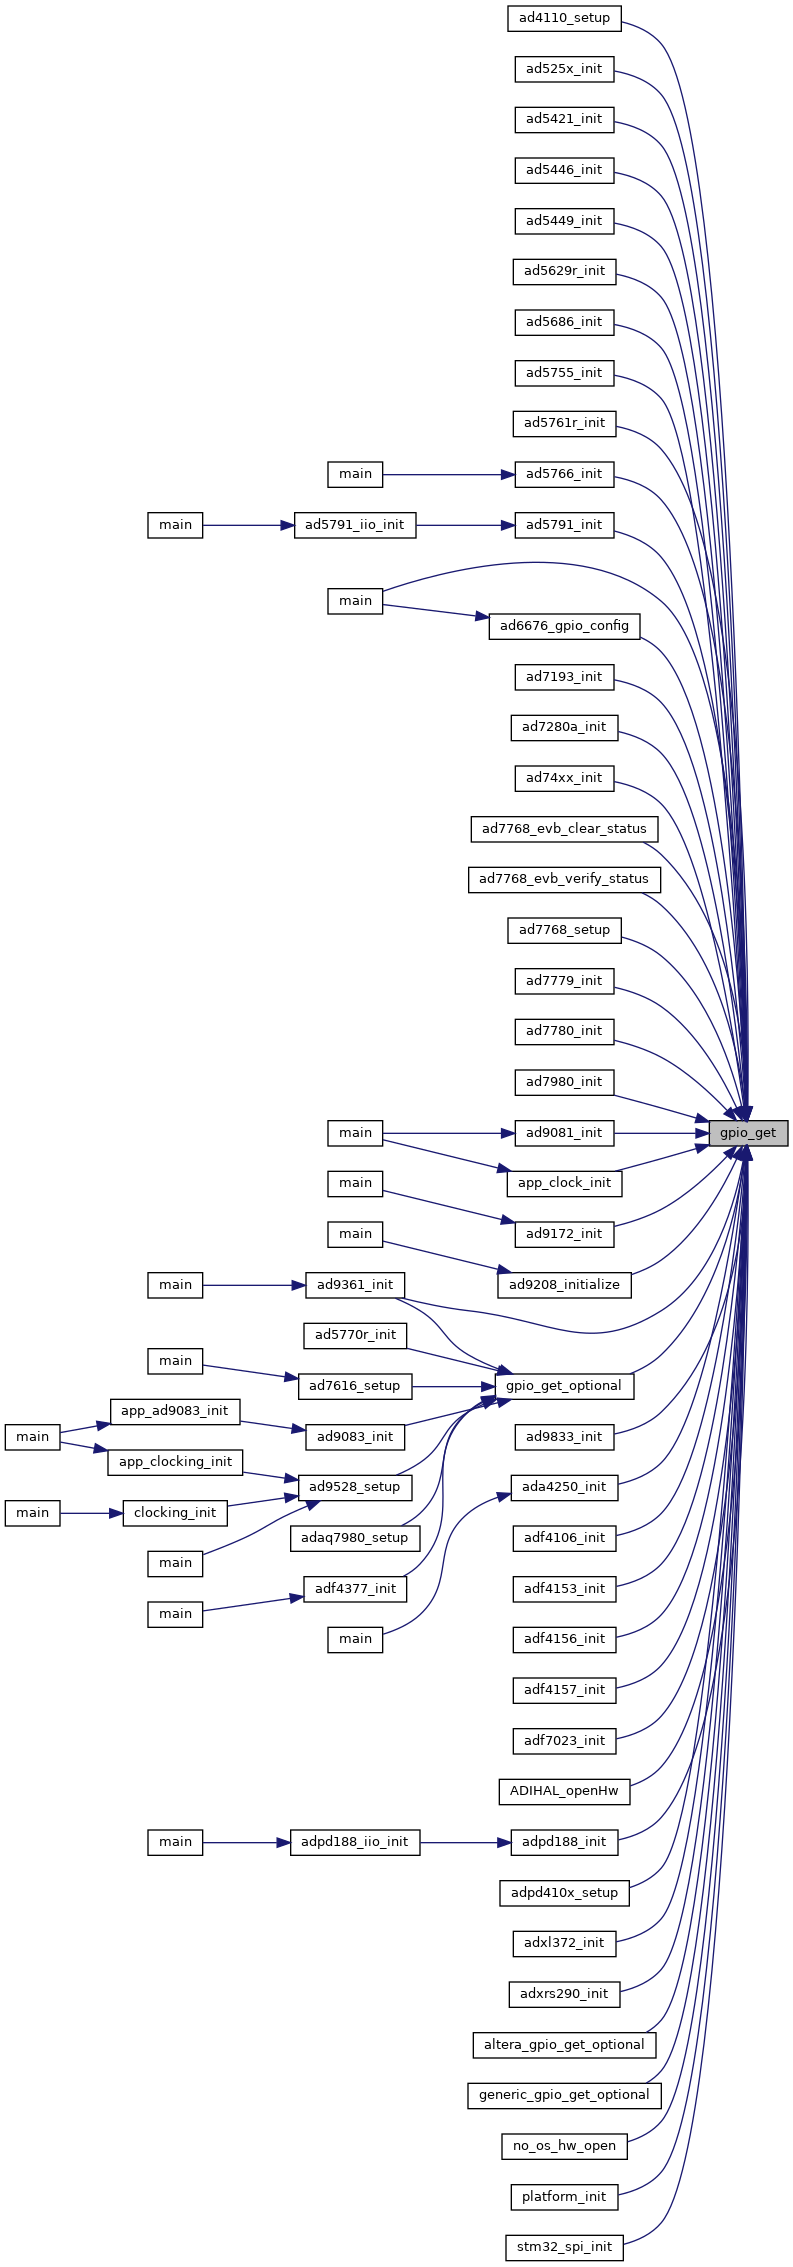 ad4110_setup
ad525x_init
ad5421_init
ad5446_init
ad5449_init
ad5629r_init
ad5686_init
ad5755_init
ad5761r_init
main
ad5766_init
main
ad5791_iio_init
ad5791_init
main
ad6676_gpio_config
ad7193_init
ad7280a_init
ad74xx_init
ad7768_evb_clear_status
ad7768_evb_verify_status
ad7768_setup
ad7779_init
ad7780_init
ad7980_init
main
ad9081_init
gpio_get
main
app_clock_init
main
ad9172_init
main
ad9361_init
ad9208_initialize
ad5770r_init
main
ad7616_setup
gpio_get_optional
app_ad9083_init
main
ad9083_init
ad9833_init
app_clocking_init
ad9528_setup
ada4250_init
main
clocking_init
adaq7980_setup
adf4106_init
main
adf4377_init
adf4153_init
main
main
adf4156_init
adf4157_init
adf7023_init
ADIHAL_openHw
main
adpd188_iio_init
adpd188_init
adpd410x_setup
adxl372_init
adxrs290_init
altera_gpio_get_optional
generic_gpio_get_optional
no_os_hw_open
platform_init
stm32_spi_init